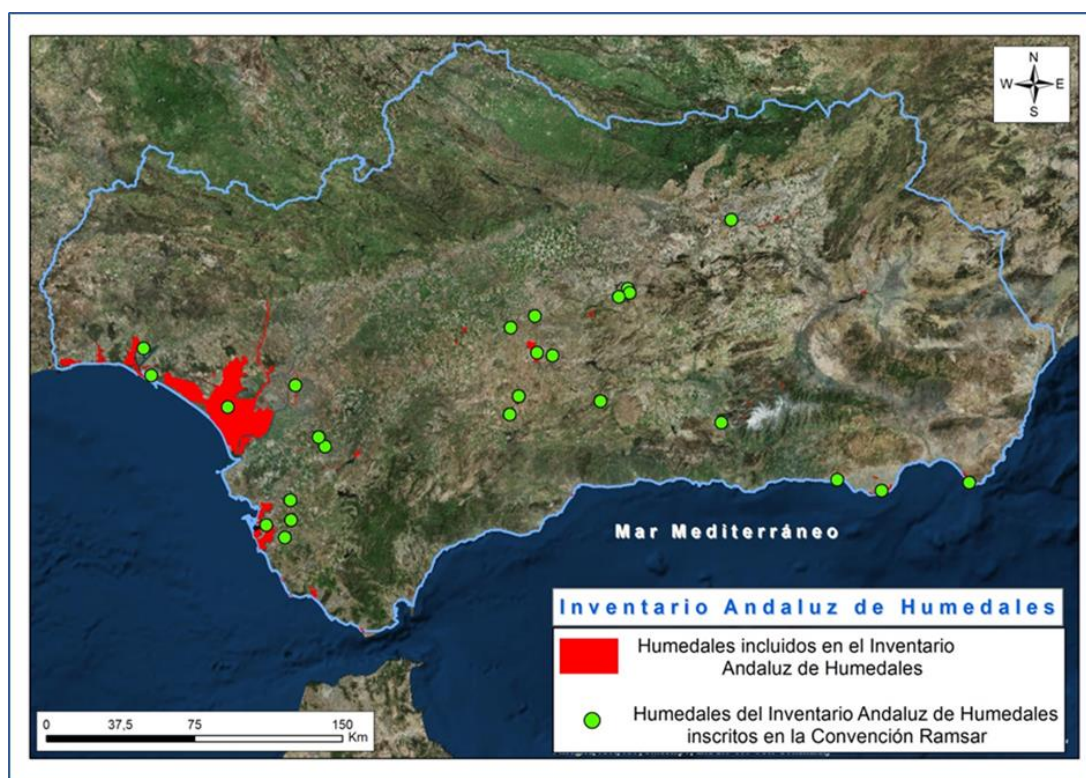 N
W E
S
Mar Mediterráneo
Inventario Andaluz de Humedales
Humedales incluidos en el Inventario
Andaluz de Humedales
Humedales del Inventario Andaluz de Humedales
inscritos en la Convención Ramsar
0 37,5 75 150
Km